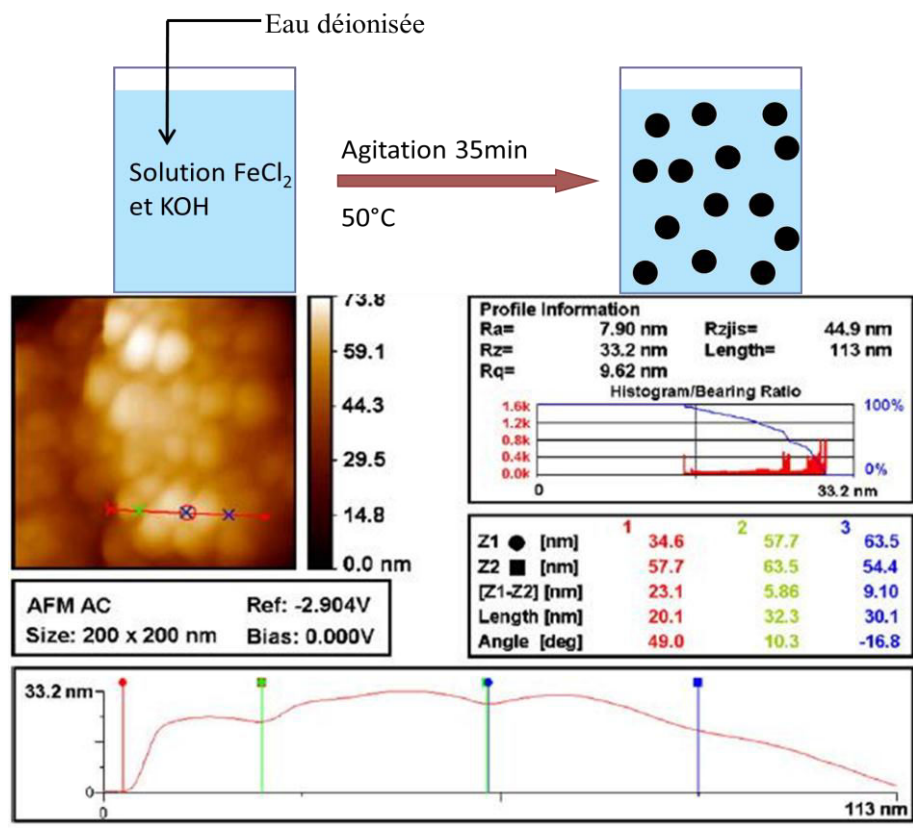 Eau déionisée
Solution FeCl₂
et KOH
Agitation 35min
50°C
73.8
59.1
44.3
29.5
14.8
0.0 nm
AFM AC Ref: -2.904V
Size: 200 x 200 nm Bias: 0.000V
Profile Information
Ra= 7.90 nm Rzjis= 44.9 nm
Rz= 33.2 nm Length= 113 nm
Rq= 9.62 nm
Histogram/Bearing Ratio
1.6k 100%
1.2k
0.8k
0.4k
0.0k 0%
0 33.2 nm
1 2 3
Z1 ● [nm] 34.6 57.7 63.5
Z2 ■ [nm] 57.7 63.5 54.4
[Z1-Z2] [nm] 23.1 5.86 9.10
Length [nm] 20.1 32.3 30.1
Angle [deg] 49.0 10.3 -16.8
33.2 nm
0
0 113 nm